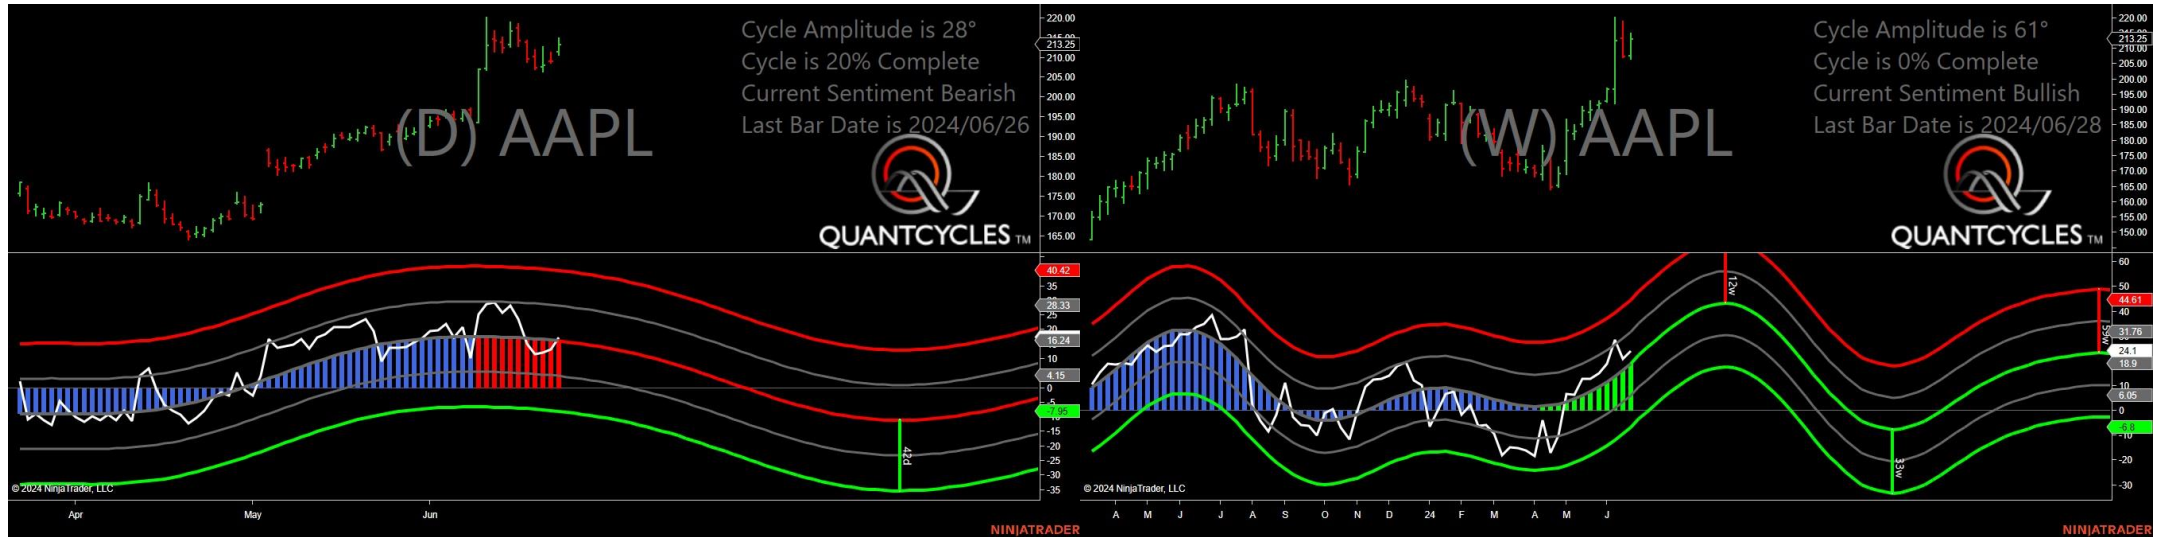 Cycle Amplitude is 28°
Cycle is 20% Complete
Current Sentiment Bearish
Last Bar Date is 2024/06/26
(D) AAPL
QUANTCYCLES TM
220.00
213.25
210.00
205.00
200.00
195.00
190.00
185.00
180.00
175.00
170.00
165.00
40.42
35
28.33
25
20
16.24
10
4.15
0
-5
-7.95
-15
-20
-25
-30
-35
42d
© 2024 NinjaTrader, LLC
Apr
May
Jun
NINJATRADER
Cycle Amplitude is 61°
Cycle is 0% Complete
Current Sentiment Bullish
Last Bar Date is 2024/06/28
(W) AAPL
QUANTCYCLES TM
220.00
213.25
210.00
205.00
200.00
195.00
190.00
185.00
180.00
175.00
170.00
165.00
160.00
155.00
150.00
60
50
44.61
40
31.76
24.1
18.9
10
6.05
0
-6.8
-10
-20
-30
12w
33w
59w
© 2024 NinjaTrader, LLC
A M J J A S O N D 24 F M A M J
NINJATRADER